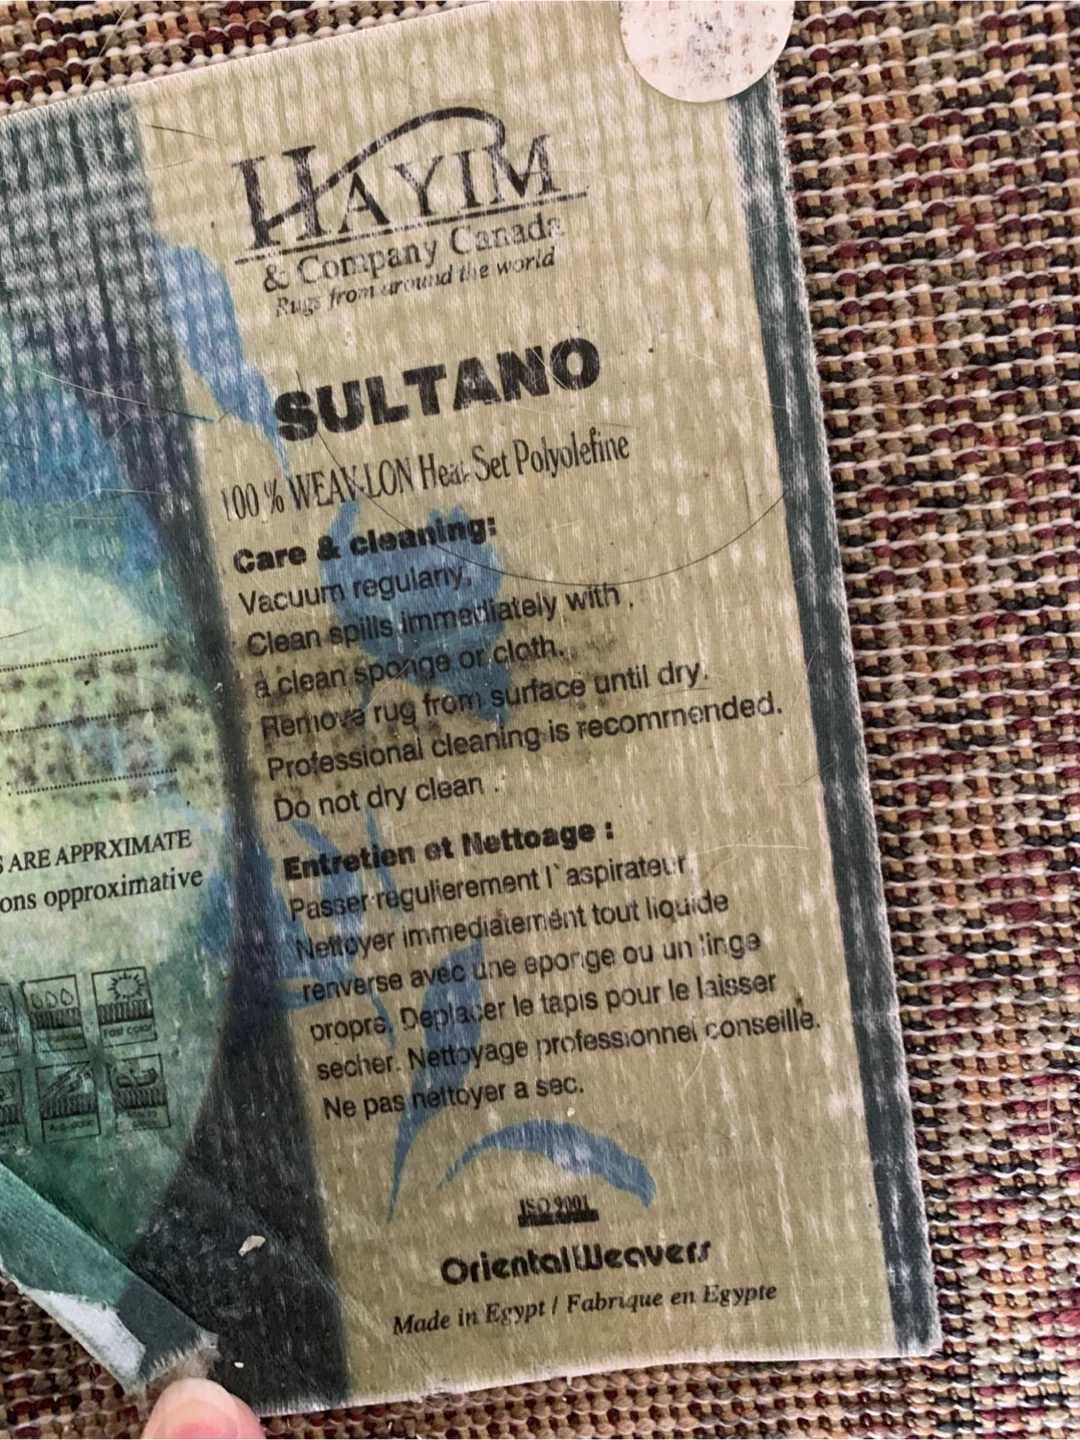 HAYIM
& Company Canada
Rugs from around the world
SULTANO
100 % WEAV-LON Heat-Set Polyolefine
Care & cleaning:
Vacuum regularly,
Clean spills immediately with
a clean sponge or cloth.
Remove rug from surface until dry.
Professional cleaning is recommended.
Do not dry clean .
Entretien et Nettoage :
Passer regulierement l`aspirateur
Nettoyer immediatement tout liquide
renverse avec une eponge ou un linge
propre, Deplacer le tapis pour le laisser
secher. Nettoyage professionnel conseille.
Ne pas nettoyer a sec.
ISO 9001
OrientalWeavers
Made in Egypt / Fabrique en Egypte
ARE APPRXIMATE
opproximative
Fast color